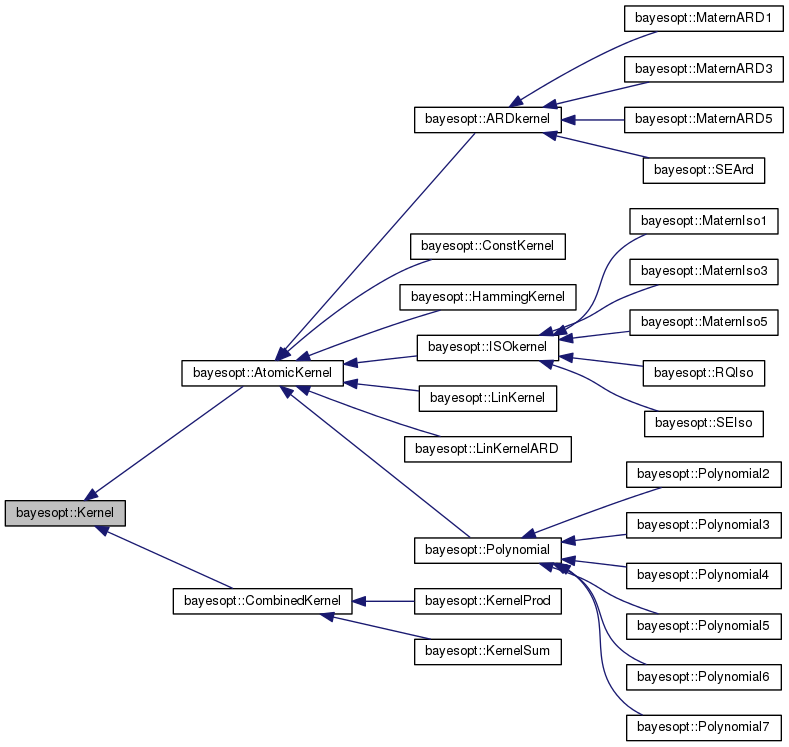 bayesopt::MaternARD1
bayesopt::MaternARD3
bayesopt::ARDkernel
bayesopt::MaternARD5
bayesopt::SEArd
bayesopt::MaternIso1
bayesopt::ConstKernel
bayesopt::MaternIso3
bayesopt::HammingKernel
bayesopt::MaternIso5
bayesopt::ISOkernel
bayesopt::AtomicKernel
bayesopt::RQIso
bayesopt::LinKernel
bayesopt::SEIso
bayesopt::LinKernelARD
bayesopt::Polynomial2
bayesopt::Kernel
bayesopt::Polynomial3
bayesopt::Polynomial
bayesopt::Polynomial4
bayesopt::CombinedKernel
bayesopt::KernelProd
bayesopt::Polynomial5
bayesopt::KernelSum
bayesopt::Polynomial6
bayesopt::Polynomial7